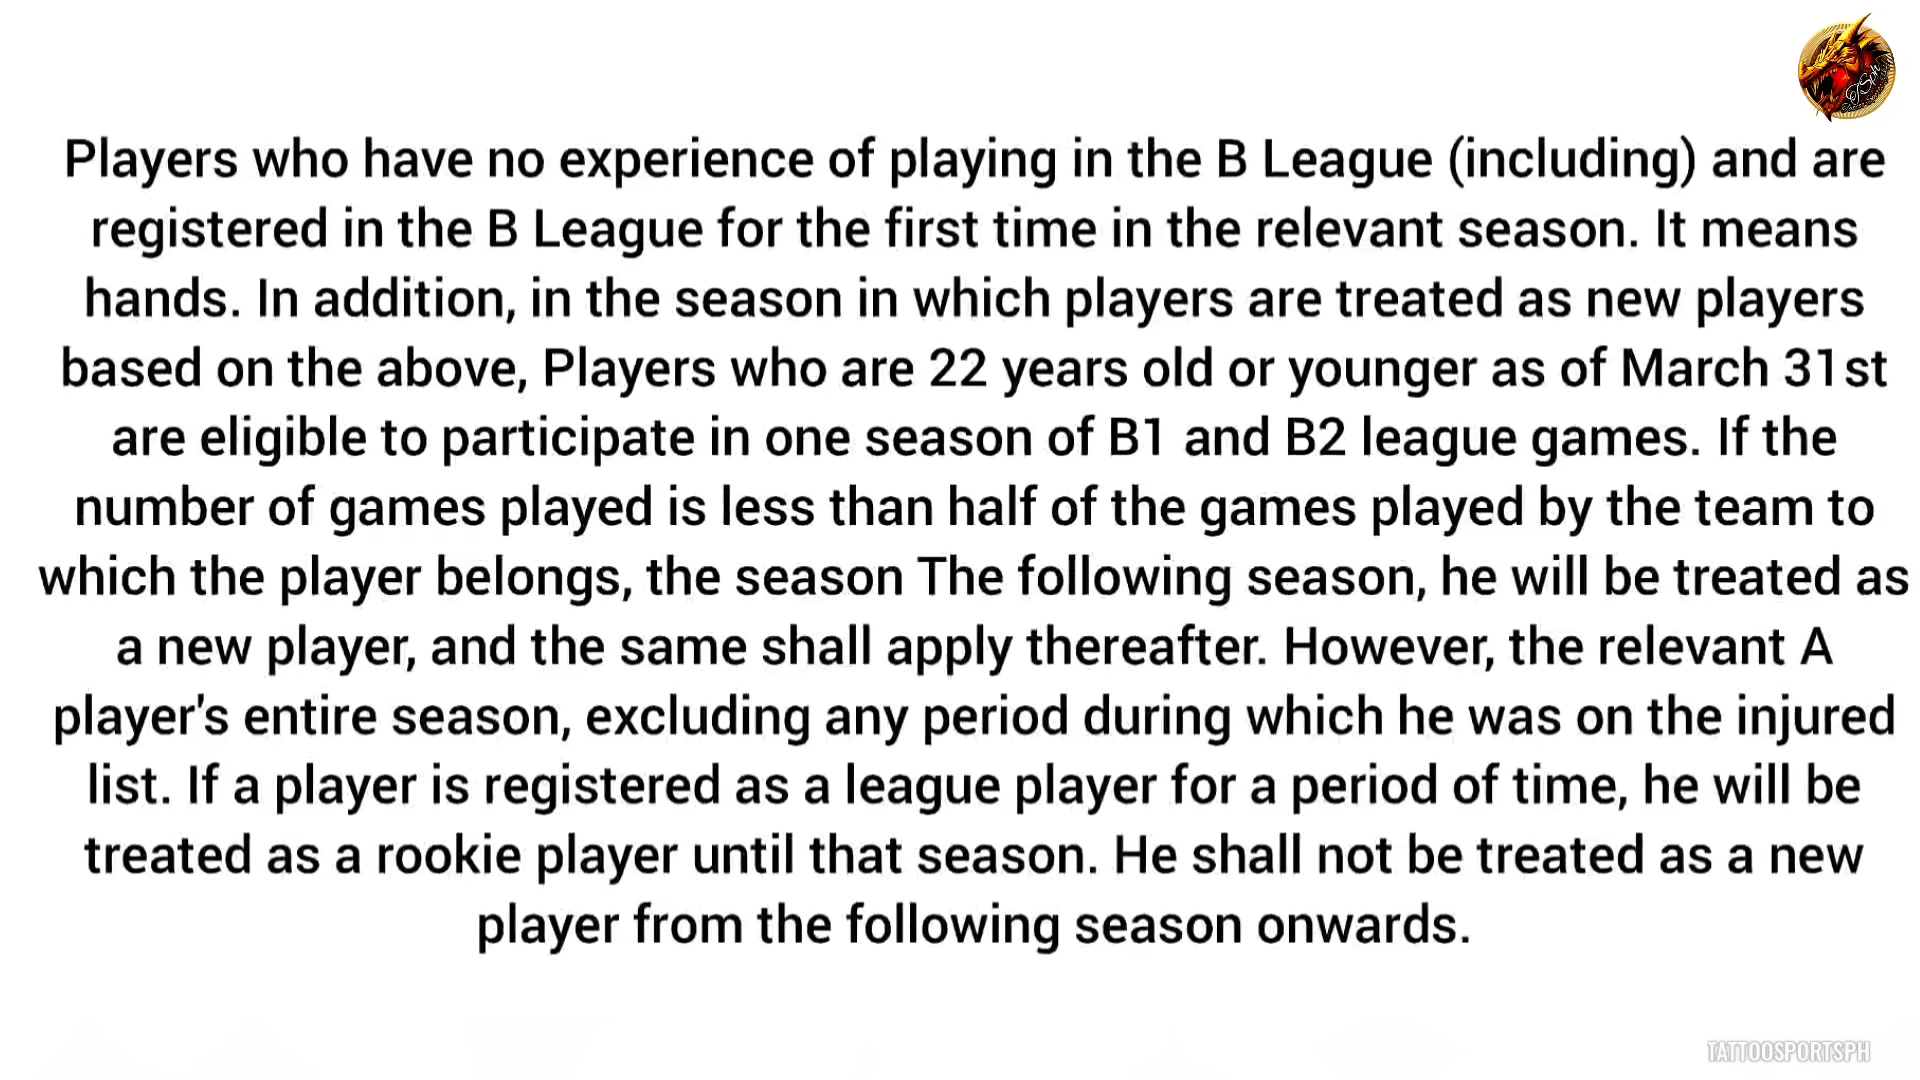 Players who have no experience of playing in the B League (including) and are
registered in the B League for the first time in the relevant season. It means
hands. In addition, in the season in which players are treated as new players
based on the above, Players who are 22 years old or younger as of March 31st
are eligible to participate in one season of B1 and B2 league games. If the
number of games played is less than half of the games played by the team to
which the player belongs, the season The following season, he will be treated as
a new player, and the same shall apply thereafter. However, the relevant A
player's entire season, excluding any period during which he was on the injured
list. If a player is registered as a league player for a period of time, he will be
treated as a rookie player until that season. He shall not be treated as a new
player from the following season onwards.
TATTOOSPORTSPH